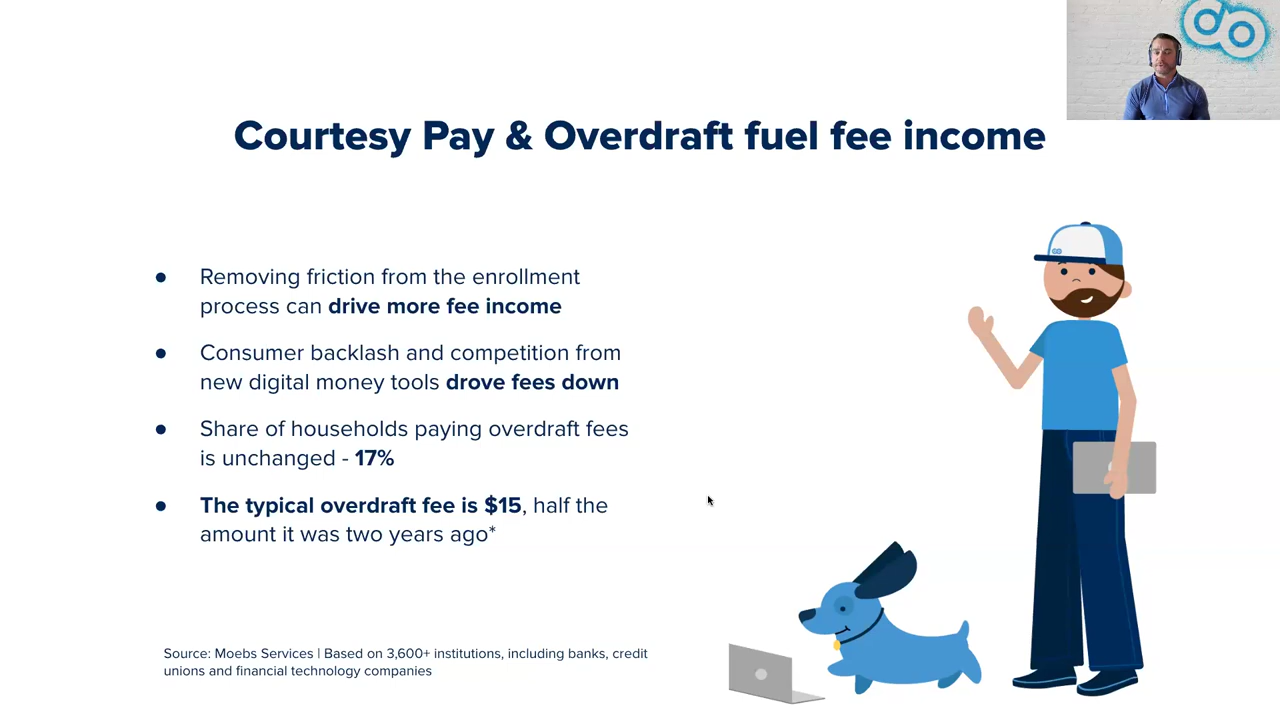 Courtesy Pay & Overdraft fuel fee income
● Removing friction from the enrollment
process can drive more fee income
● Consumer backlash and competition from
new digital money tools drove fees down
● Share of households paying overdraft fees
is unchanged - 17%
● The typical overdraft fee is $15, half the
amount it was two years ago*
Source: Moebs Services | Based on 3,600+ institutions, including banks, credit
unions and financial technology companies